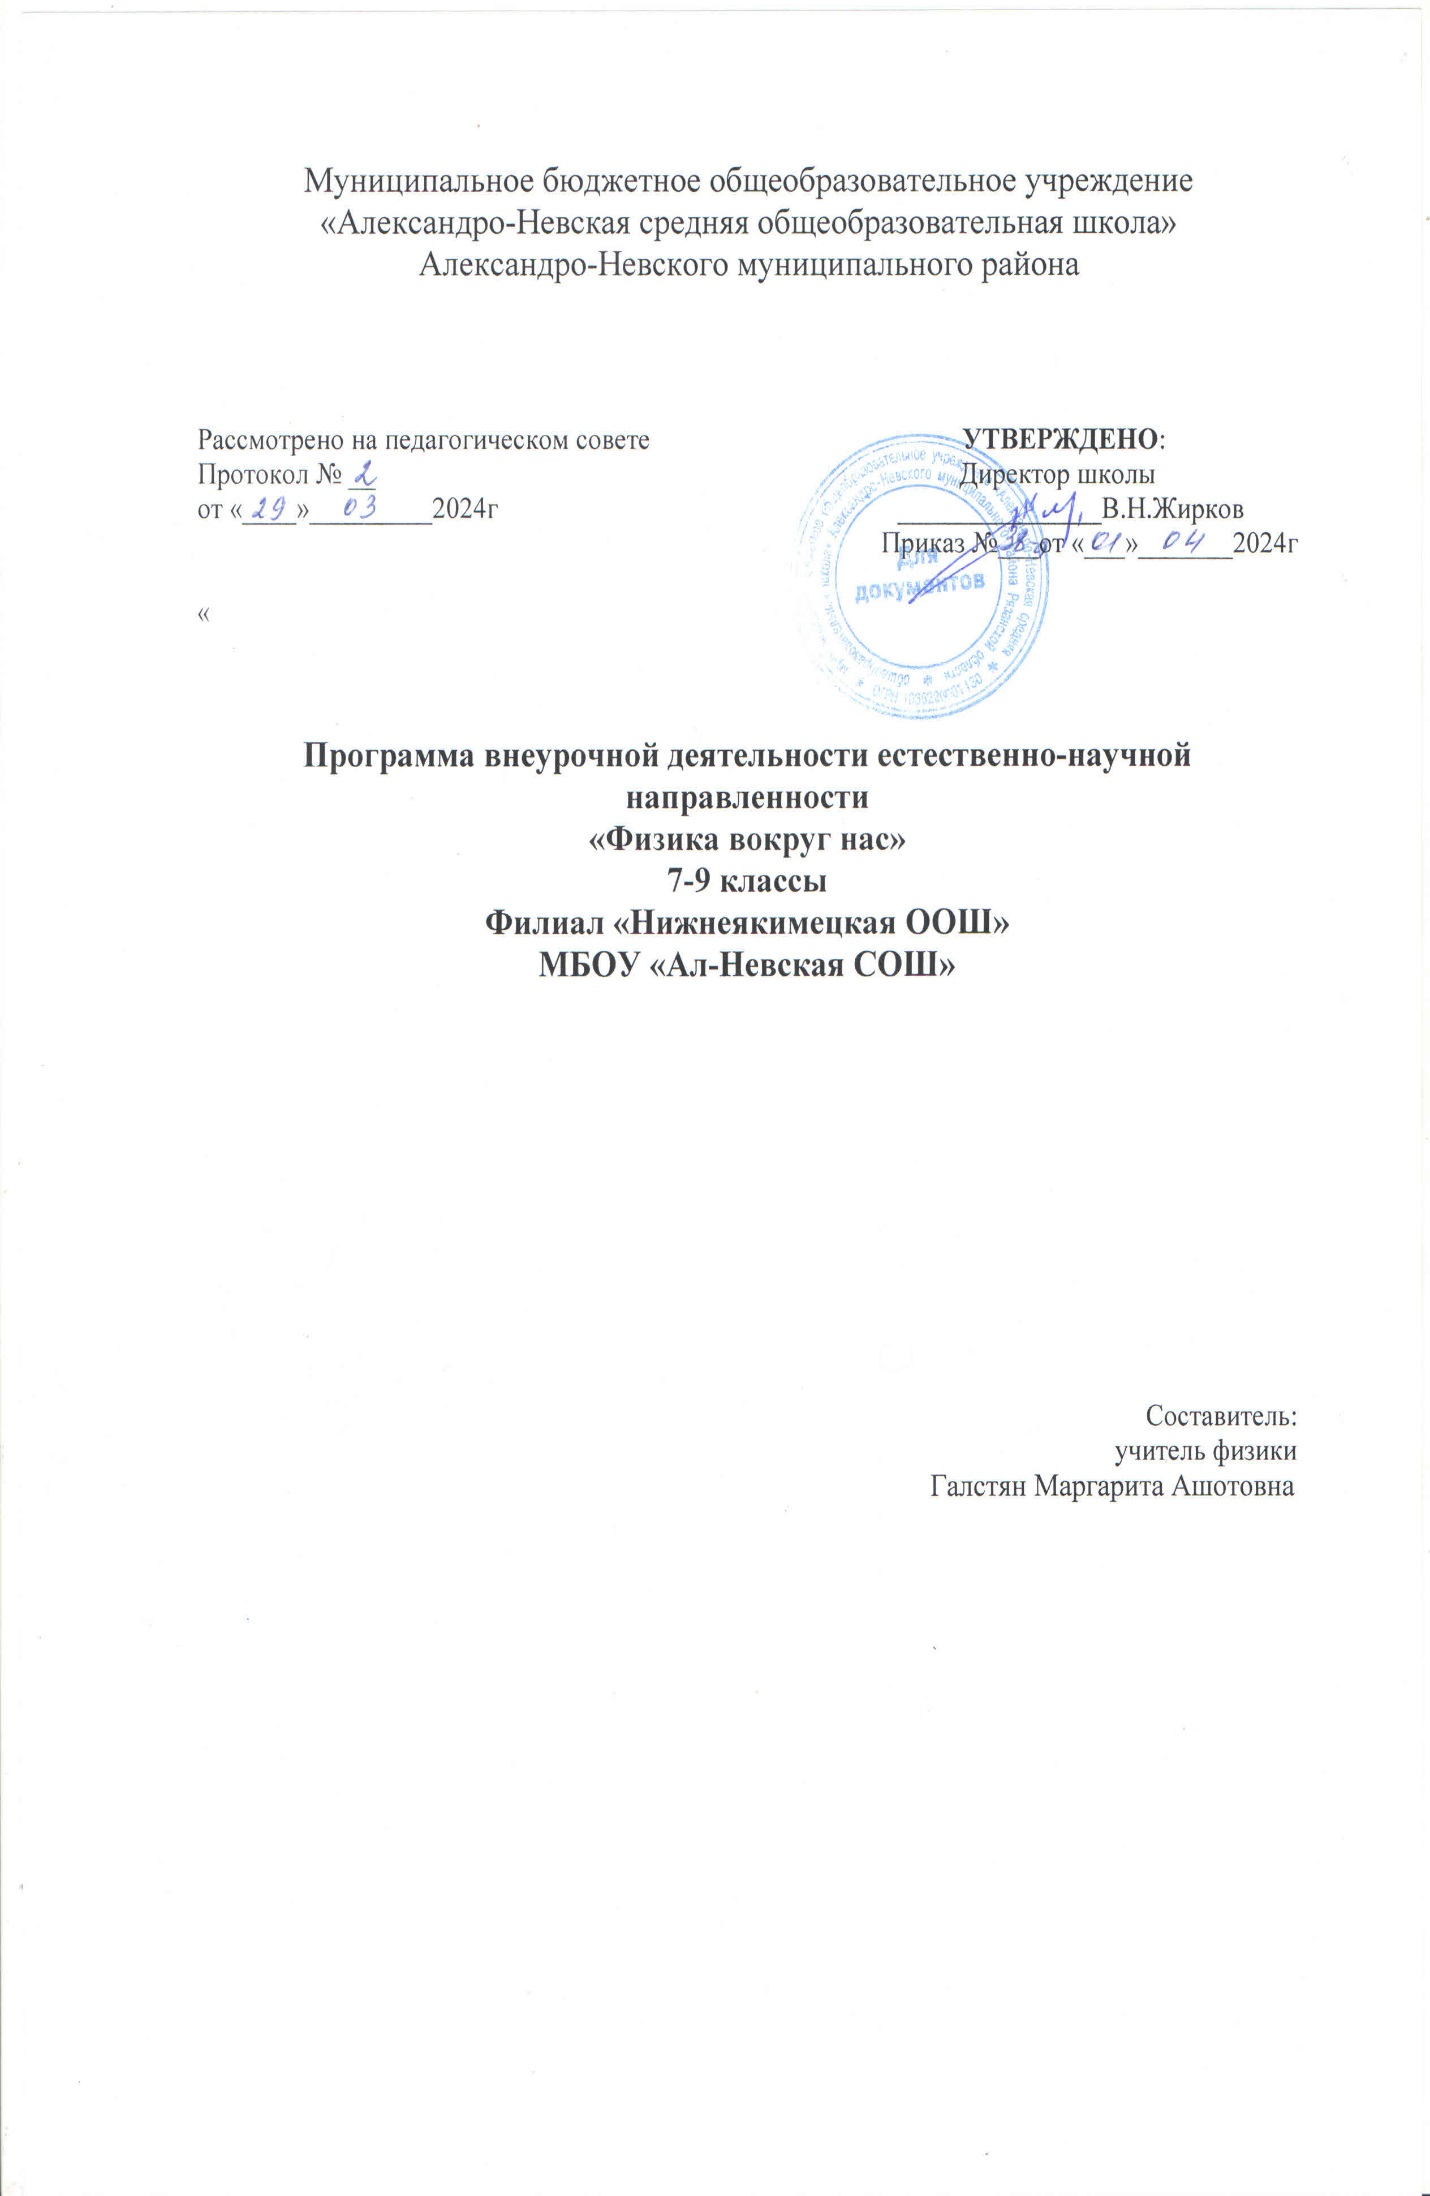 Муниципальное бюджетное общеобразовательное учреждение
«Александро-Невская средняя общеобразовательная школа»
Александро-Невского муниципального района
Рассмотрено на педагогическом совете
Протокол № 2
от «29» 03 2024г
«
УТВЕРЖДЕНО:
Директор школы
В.Н.Жирков
Приказ № 38 от «01» 04 2024г
Для
документов
Программа внеурочной деятельности естественно-научной
направленности
«Физика вокруг нас»
7-9 классы
Филиал «Нижнеякимецкая ООШ»
МБОУ «Ал-Невская СОШ»
Составитель:
учитель физики
Галстян Маргарита Ашотовна